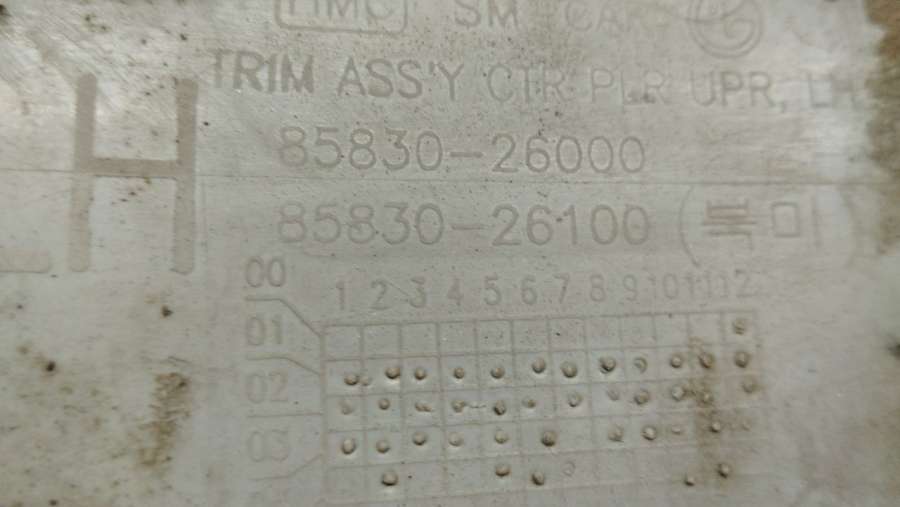 HMC SM CAR
TRIM ASS'Y CTR PLR UPR, LH
85830-26000
85830-26100 (북미)
LH
00
1 2 3 4 5 6 7 8 9 10 11 12
01
02
03